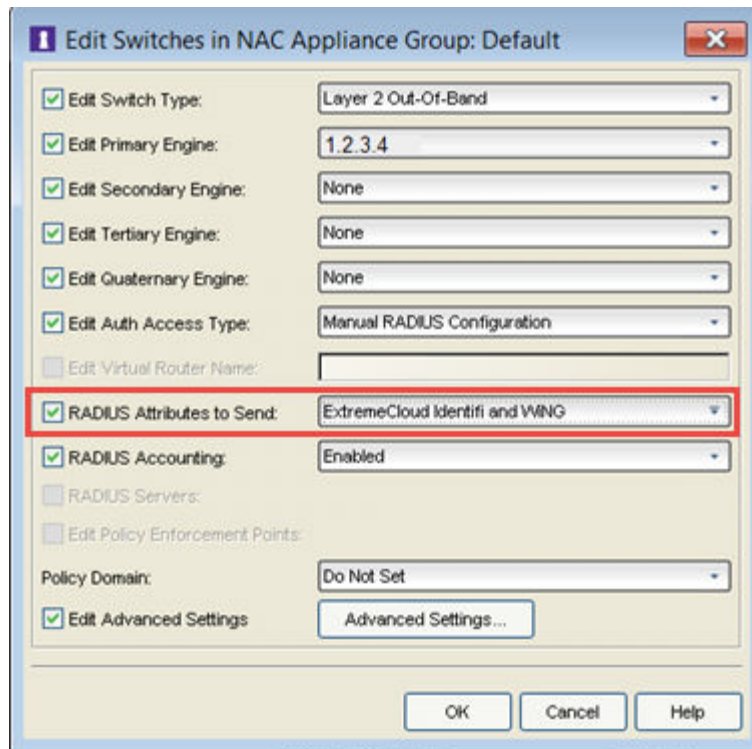 Edit Switches in NAC Appliance Group: Default
Edit Switch Type: Layer 2 Out-Of-Band
Edit Primary Engine: 1.2.3.4
Edit Secondary Engine: None
Edit Tertiary Engine: None
Edit Quaternary Engine: None
Edit Auth Access Type: Manual RADIUS Configuration
Edit Virtual Router Name:
RADIUS Attributes to Send: ExtremeCloud Identifi and WiNG
RADIUS Accounting: Enabled
RADIUS Servers:
Edit Policy Enforcement Points:
Policy Domain: Do Not Set
Edit Advanced Settings Advanced Settings...
OK Cancel Help